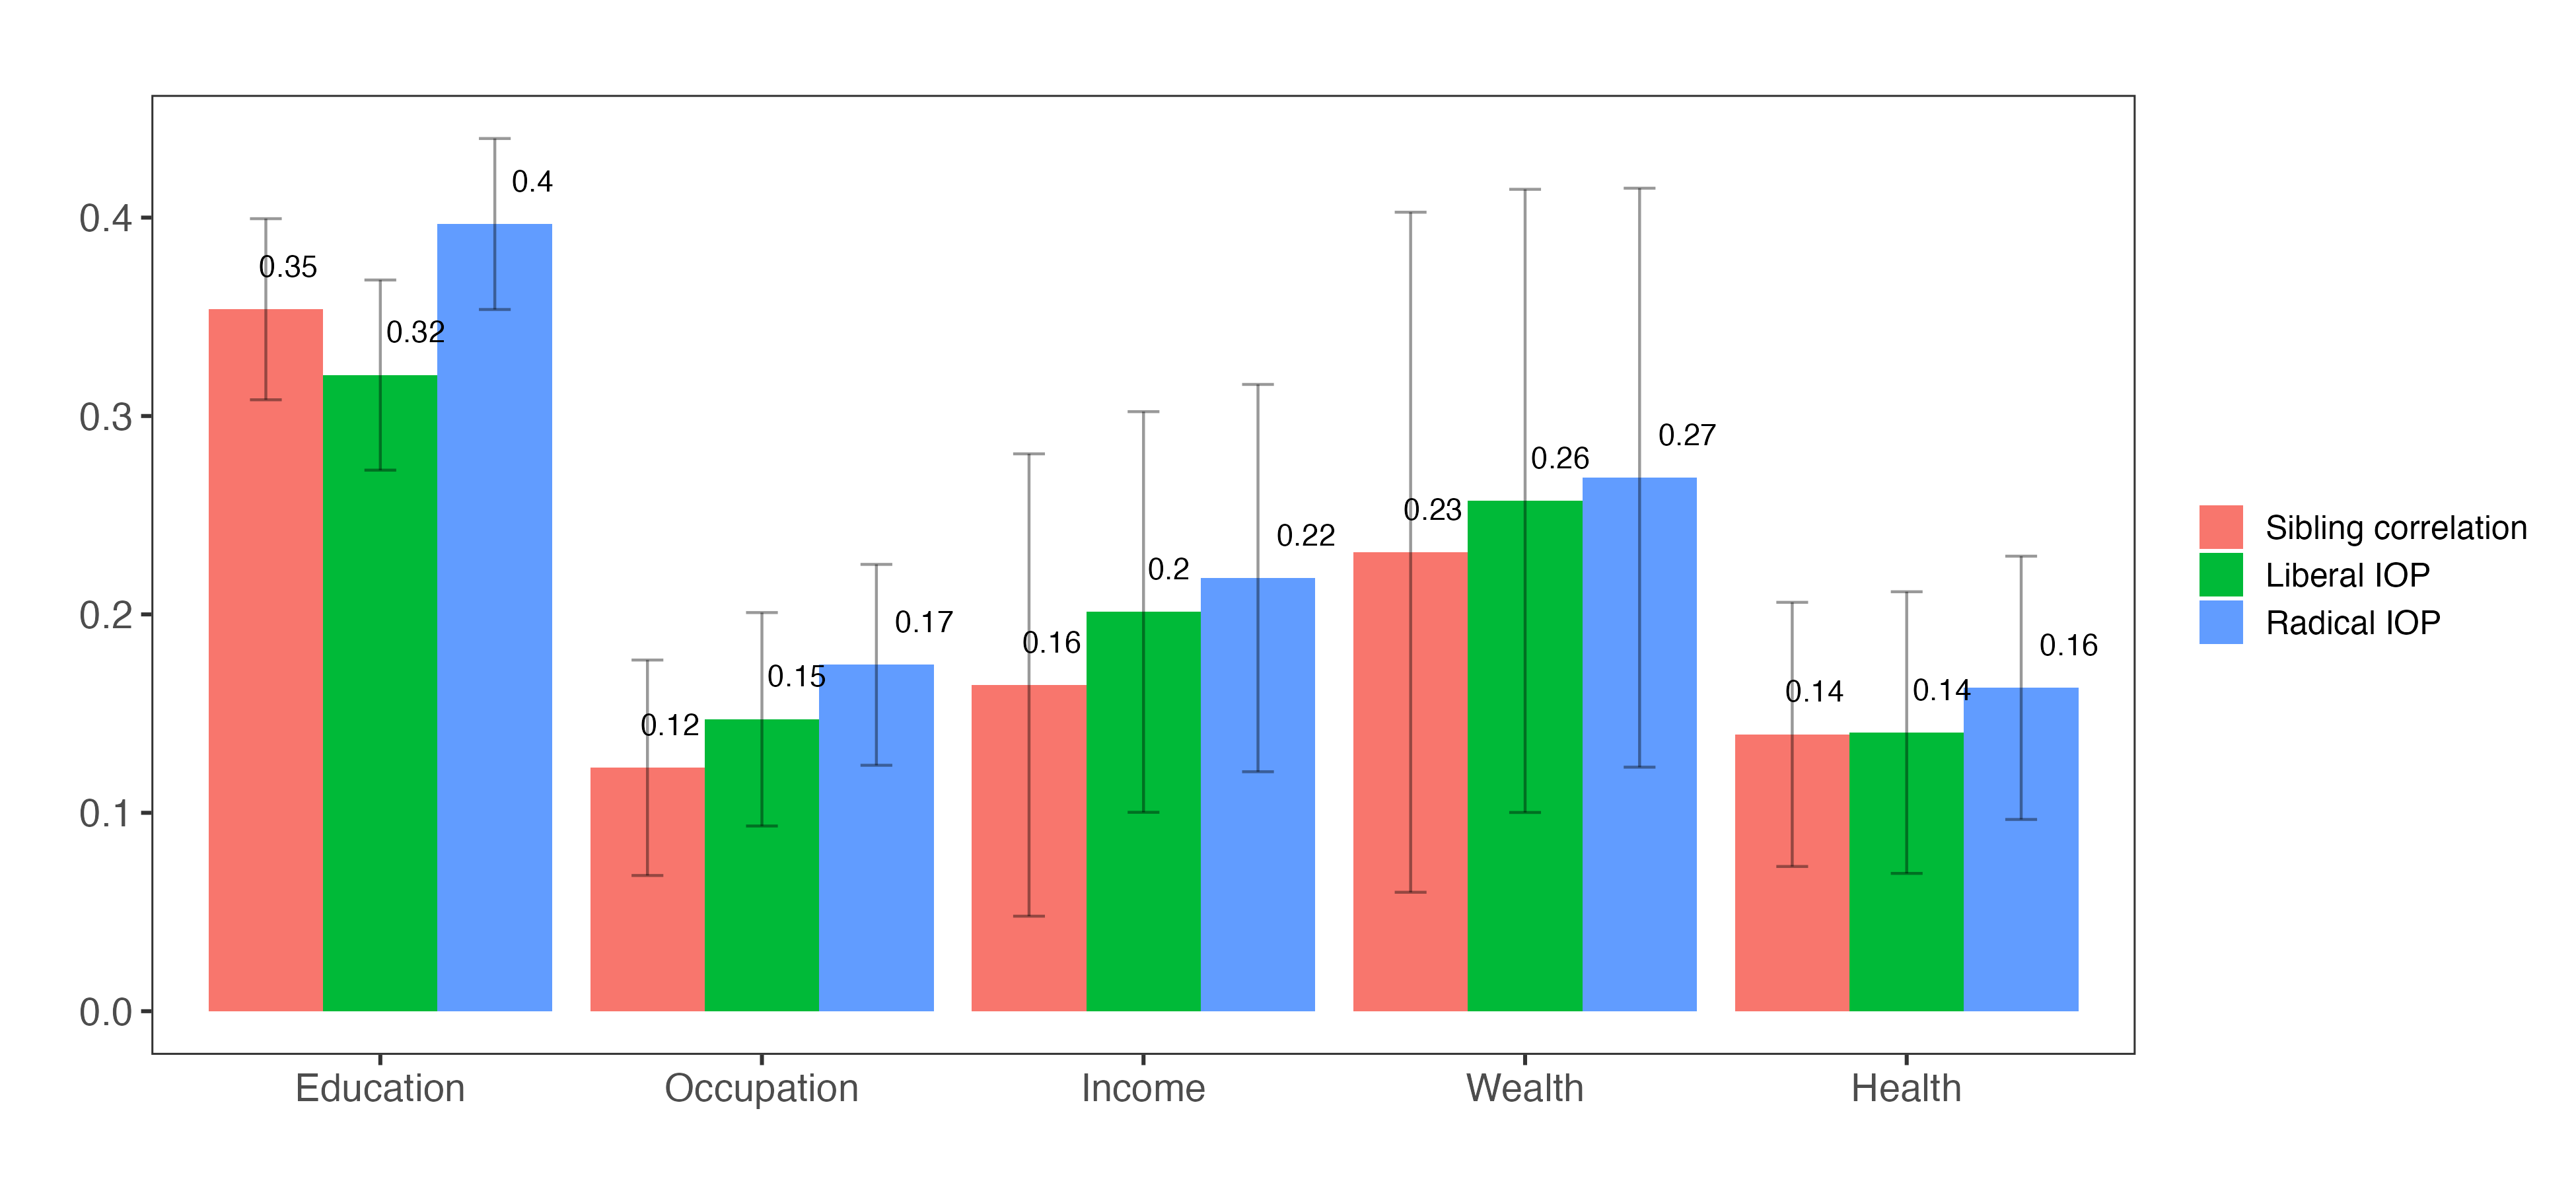 0.4
0.3
0.2
0.1
0.0
0.35
0.32
0.4
0.12
0.15
0.17
0.16
0.2
0.22
0.23
0.26
0.27
0.14
0.14
0.16
Education
Occupation
Income
Wealth
Health
Sibling correlation
Liberal IOP
Radical IOP